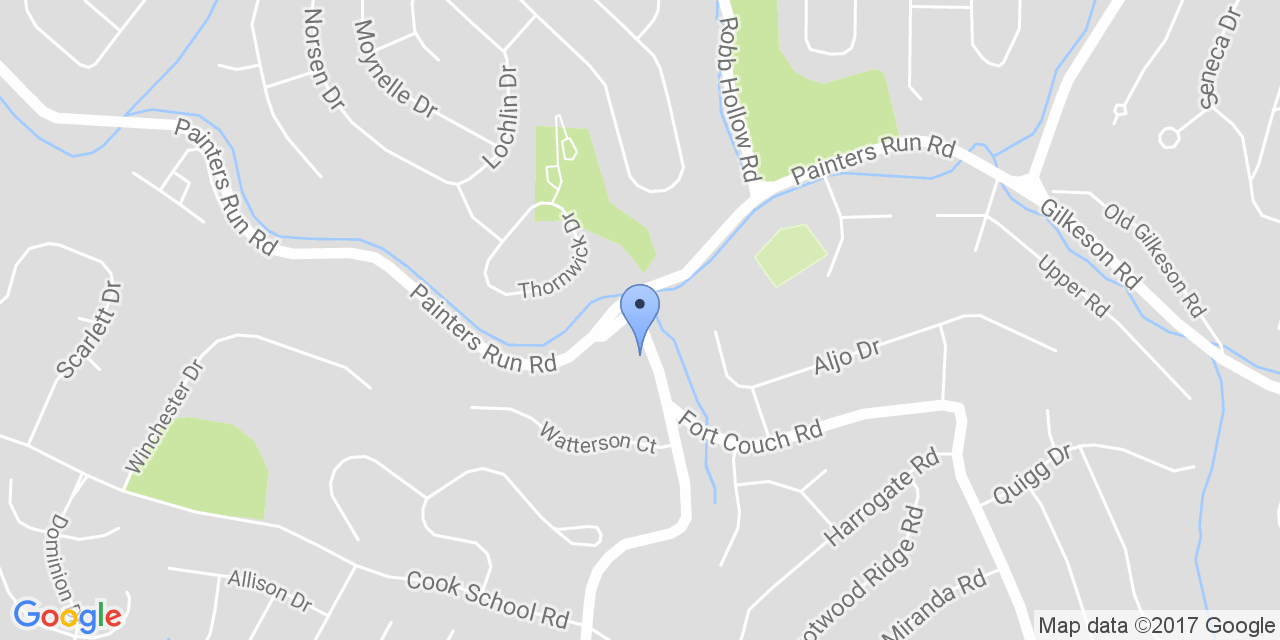 Norsen Dr
Moynelle Dr
Lochlin Dr
Robb Hollow Rd
Seneca Dr
Painters Run Rd
Painters Run Rd
Thornwick Dr
Gilkeson Rd
Old Gilkeson Rd
Upper Rd
Scarlett Dr
Painters Run Rd
Winchester Dr
Aljo Dr
Watterson Ct
Fort Couch Rd
Harrogate Rd
Quigg Dr
Dominion
otwood Ridge Rd
Allison Dr
Cook School Rd
Miranda Rd
Google
Map data ©2017 Google